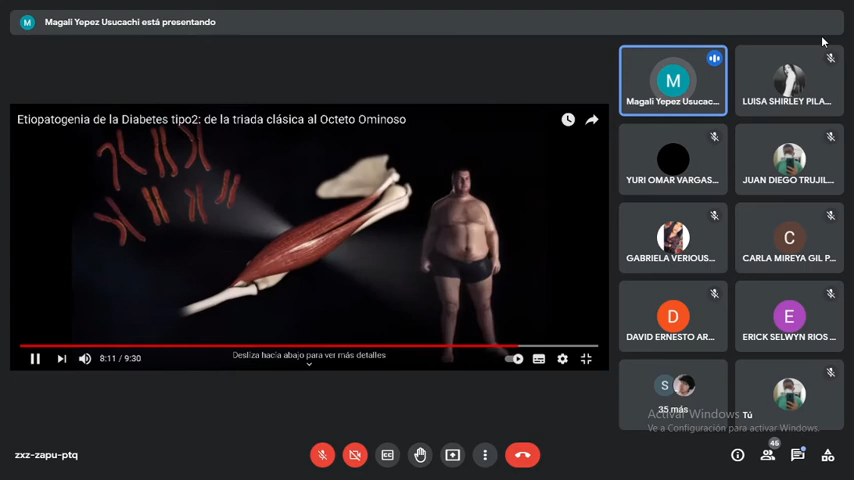 M
Magali Yepez Usucachi está presentando
Etiopatogenia de la Diabetes tipo2: de la triada clásica al Octeto Ominoso
8:11 / 9:30
Desliza hacia abajo para ver más detalles
M
Magali Yepez Usucac...
LUISA SHIRLEY PILA...
YURI OMAR VARGAS...
JUAN DIEGO TRUJIL...
GABRIELA VERIOUS...
C
CARLA MIREYA GIL P...
D
DAVID ERNESTO AR...
E
ERICK SELWYN RIOS ...
S
35 más
Tú
Activar Windows
Ve a Configuración para activar Windows.
zxz-zapu-ptq
CC
45